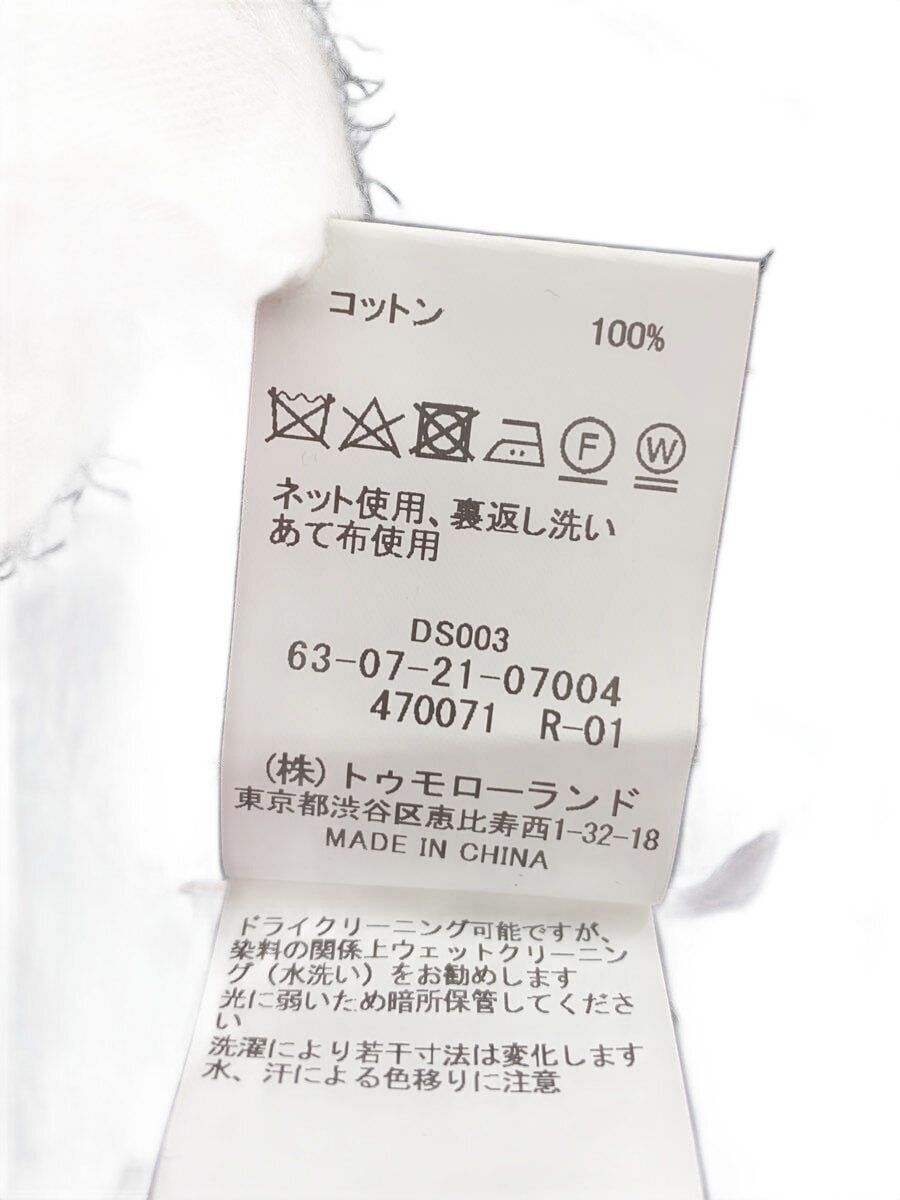 コットン 100%
F W
ネット使用、裏返し洗い
あて布使用
DS003
63-07-21-07004
470071 R-01
(株)トゥモローランド
東京都渋谷区恵比寿西1-32-18
MADE IN CHINA
ドライクリーニング可能ですが、
染料の関係上ウェットクリーニン
グ(水洗い)をお勧めします
光に弱いため暗所保管してくださ
い
洗濯により若干寸法は変化します
水、汗による色移りに注意